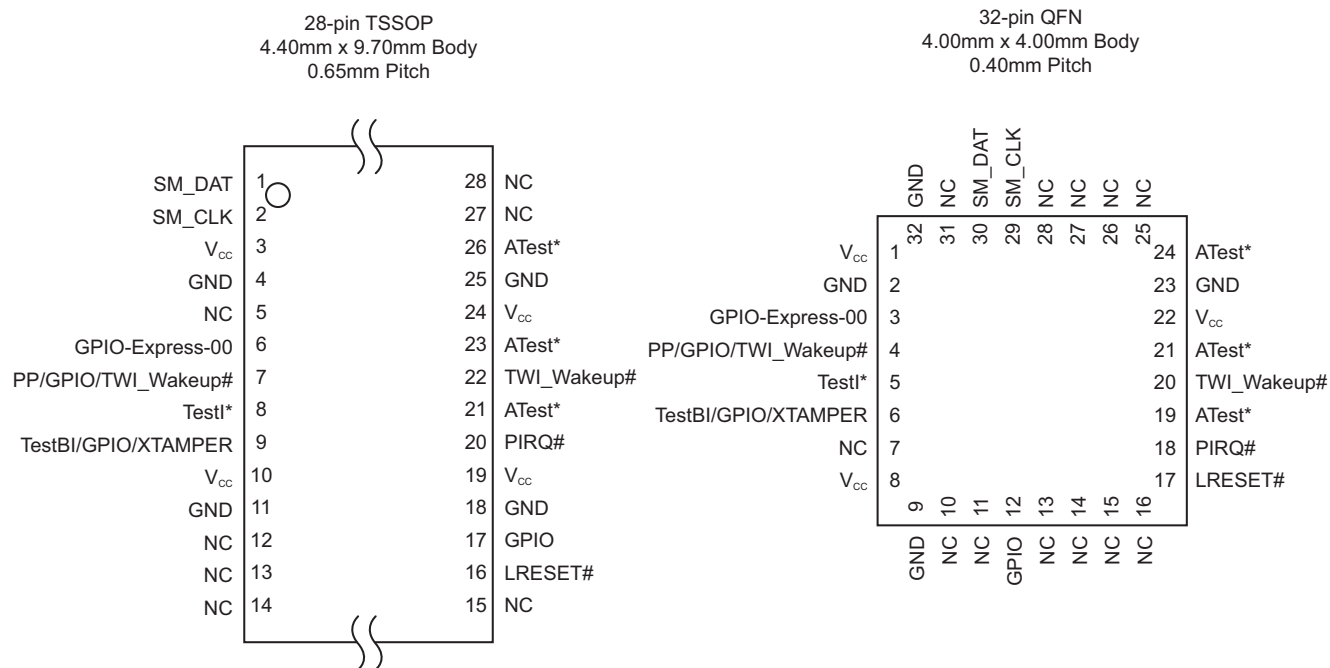 28-pin TSSOP
4.40mm x 9.70mm Body
0.65mm Pitch
SM_DAT 1 28 NC
SM_CLK 2 27 NC
Vcc 3 26 ATest*
GND 4 25 GND
NC 5 24 Vcc
GPIO-Express-00 6 23 ATest*
PP/GPIO/TWI_Wakeup# 7 22 TWI_Wakeup#
TestI* 8 21 ATest*
TestBI/GPIO/XTAMPER 9 20 PIRQ#
Vcc 10 19 Vcc
GND 11 18 GND
NC 12 17 GPIO
NC 13 16 LRESET#
NC 14 15 NC
32-pin QFN
4.00mm x 4.00mm Body
0.40mm Pitch
GND NC SM_DAT SM_CLK NC NC NC NC
32 31 30 29 28 27 26 25
Vcc 1 24 ATest*
GND 2 23 GND
GPIO-Express-00 3 22 Vcc
PP/GPIO/TWI_Wakeup# 4 21 ATest*
TestI* 5 20 TWI_Wakeup#
TestBI/GPIO/XTAMPER 6 19 ATest*
NC 7 18 PIRQ#
Vcc 8 17 LRESET#
9 10 11 12 13 14 15 16
GND NC NC GPIO NC NC NC NC